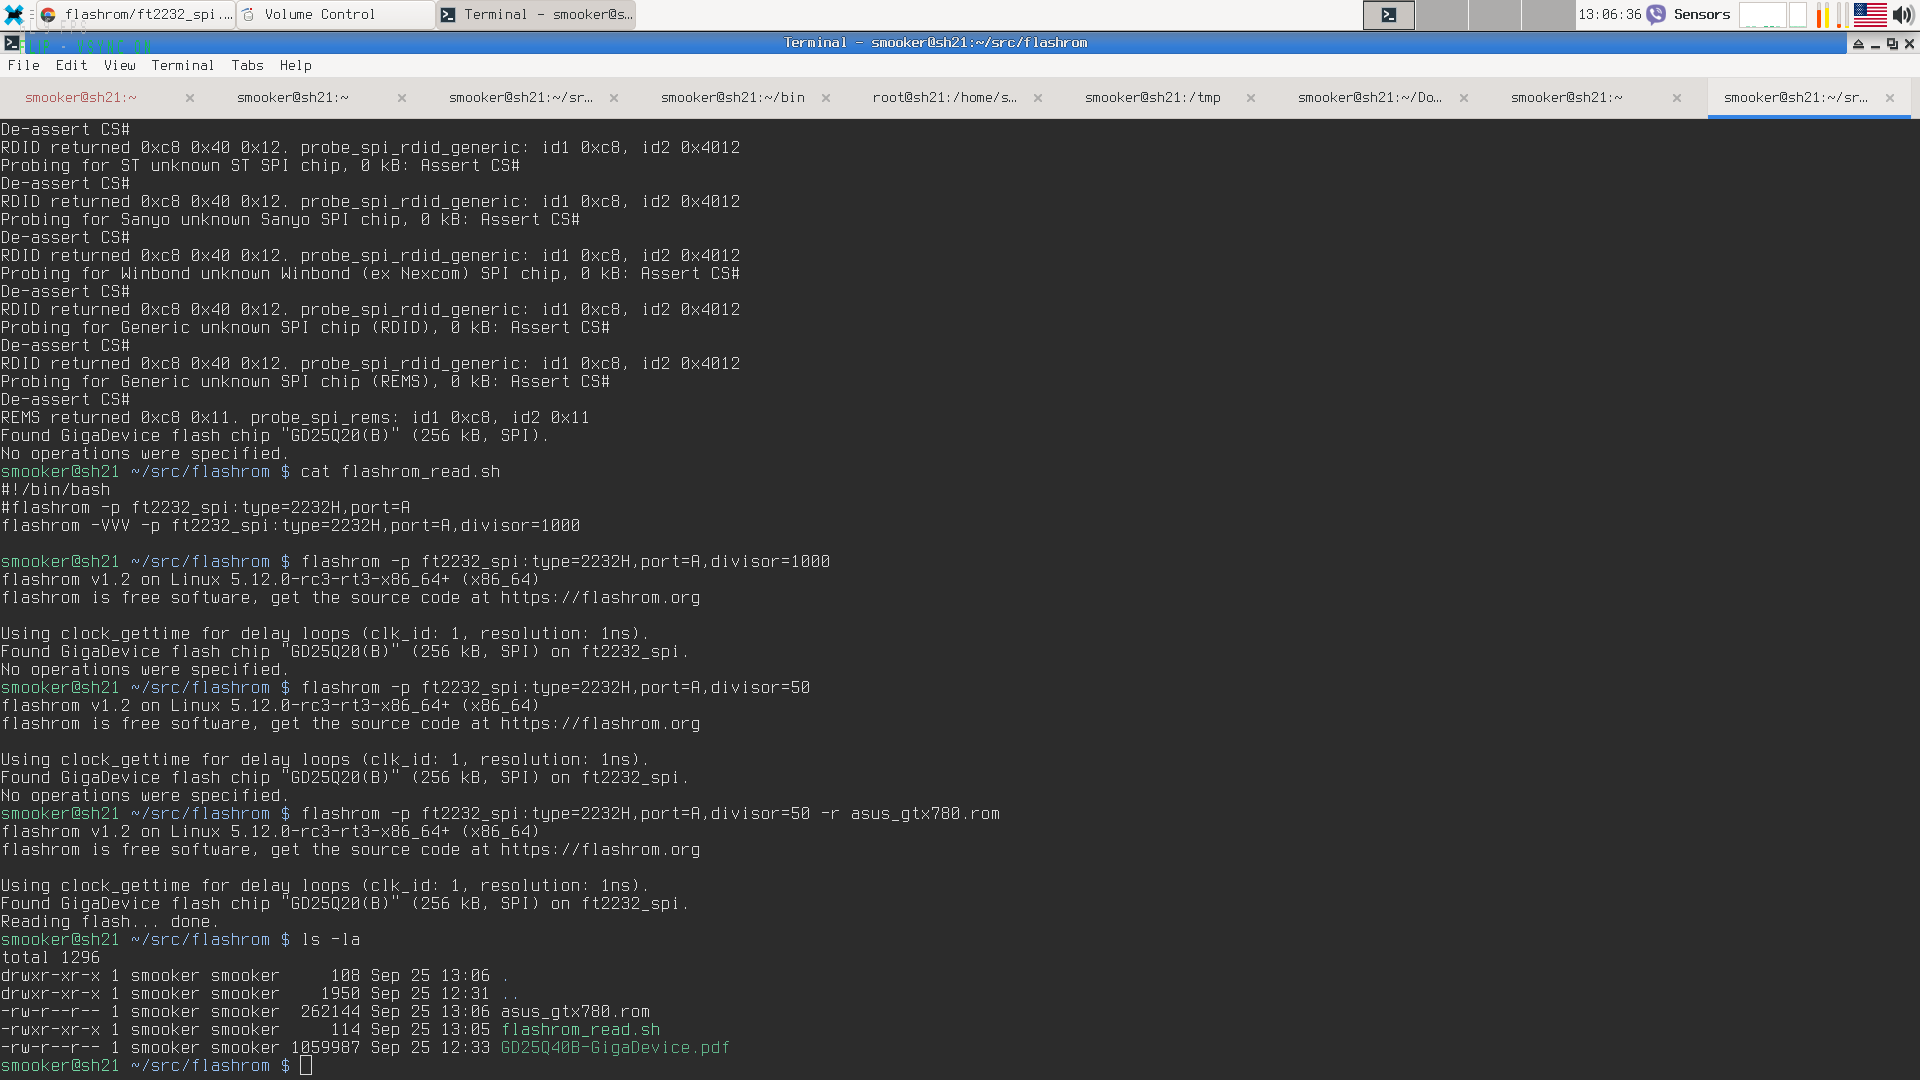 flashrom/ft2232_spi.... Volume Control Terminal - smooker@s... 13:06:36 Sensors
Terminal - smooker@sh21:~/src/flashrom
File Edit View Terminal Tabs Help
smooker@sh21:~ smooker@sh21:~ smooker@sh21:~/sr... smooker@sh21:~/bin root@sh21:/home/s... smooker@sh21:/tmp smooker@sh21:~/Do... smooker@sh21:~ smooker@sh21:~/sr...
De-assert CS#
RDID returned 0xc8 0x40 0x12. probe_spi_rdid_generic: id1 0xc8, id2 0x4012
Probing for ST unknown ST SPI chip, 0 kB: Assert CS#
De-assert CS#
RDID returned 0xc8 0x40 0x12. probe_spi_rdid_generic: id1 0xc8, id2 0x4012
Probing for Sanyo unknown Sanyo SPI chip, 0 kB: Assert CS#
De-assert CS#
RDID returned 0xc8 0x40 0x12. probe_spi_rdid_generic: id1 0xc8, id2 0x4012
Probing for Winbond unknown Winbond (ex Nexcom) SPI chip, 0 kB: Assert CS#
De-assert CS#
RDID returned 0xc8 0x40 0x12. probe_spi_rdid_generic: id1 0xc8, id2 0x4012
Probing for Generic unknown SPI chip (RDID), 0 kB: Assert CS#
De-assert CS#
RDID returned 0xc8 0x40 0x12. probe_spi_rdid_generic: id1 0xc8, id2 0x4012
Probing for Generic unknown SPI chip (REMS), 0 kB: Assert CS#
De-assert CS#
REMS returned 0xc8 0x11. probe_spi_rems: id1 0xc8, id2 0x11
Found GigaDevice flash chip "GD25Q20(B)" (256 kB, SPI).
No operations were specified.
smooker@sh21 ~/src/flashrom $ cat flashrom_read.sh
#!/bin/bash
#flashrom -p ft2232_spi:type=2232H,port=A
flashrom -VVV -p ft2232_spi:type=2232H,port=A,divisor=1000
smooker@sh21 ~/src/flashrom $ flashrom -p ft2232_spi:type=2232H,port=A,divisor=1000
flashrom v1.2 on Linux 5.12.0-rc3-rt3-x86_64+ (x86_64)
flashrom is free software, get the source code at https://flashrom.org
Using clock_gettime for delay loops (clk_id: 1, resolution: 1ns).
Found GigaDevice flash chip "GD25Q20(B)" (256 kB, SPI) on ft2232_spi.
No operations were specified.
smooker@sh21 ~/src/flashrom $ flashrom -p ft2232_spi:type=2232H,port=A,divisor=50
flashrom v1.2 on Linux 5.12.0-rc3-rt3-x86_64+ (x86_64)
flashrom is free software, get the source code at https://flashrom.org
Using clock_gettime for delay loops (clk_id: 1, resolution: 1ns).
Found GigaDevice flash chip "GD25Q20(B)" (256 kB, SPI) on ft2232_spi.
No operations were specified.
smooker@sh21 ~/src/flashrom $ flashrom -p ft2232_spi:type=2232H,port=A,divisor=50 -r asus_gtx780.rom
flashrom v1.2 on Linux 5.12.0-rc3-rt3-x86_64+ (x86_64)
flashrom is free software, get the source code at https://flashrom.org
Using clock_gettime for delay loops (clk_id: 1, resolution: 1ns).
Found GigaDevice flash chip "GD25Q20(B)" (256 kB, SPI) on ft2232_spi.
Reading flash... done.
smooker@sh21 ~/src/flashrom $ ls -la
total 1296
drwxr-xr-x 1 smooker smooker 108 Sep 25 13:06 .
drwxr-xr-x 1 smooker smooker 1950 Sep 25 12:31 ..
-rw-r--r-- 1 smooker smooker 262144 Sep 25 13:06 asus_gtx780.rom
-rwxr-xr-x 1 smooker smooker 114 Sep 25 13:05 flashrom_read.sh
-rw-r--r-- 1 smooker smooker 1059987 Sep 25 12:33 GD25Q40B-GigaDevice.pdf
smooker@sh21 ~/src/flashrom $